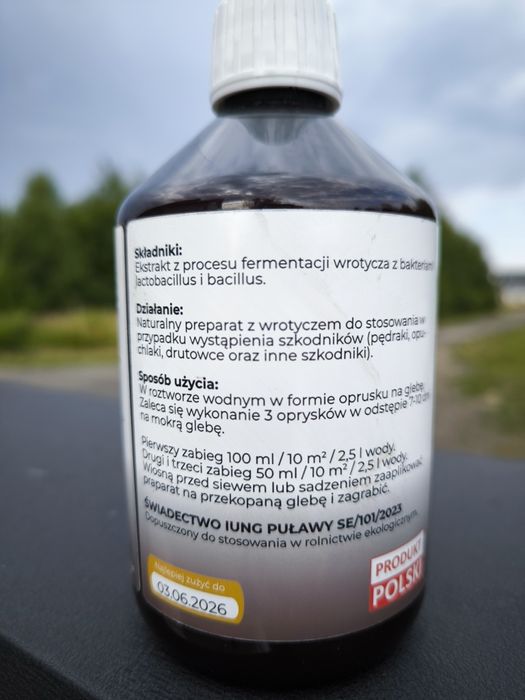 Składniki:
Ekstrakt z procesu fermentacji wrotycza z bakteriami
lactobacillus i bacillus.
Działanie:
Naturalny preparat z wrotyczem do stosowania w
przypadku wystąpienia szkodników (pędraki, opu-
chlaki, drutowce oraz inne szkodniki).
Sposób użycia:
W roztworze wodnym w formie oprusku na glebę.
Zaleca się wykonanie 3 oprysków w odstępie 7-10 dni
na mokrą glebę.
Pierwszy zabieg 100 ml / 10 m² / 2,5 l wody.
Drugi i trzeci zabieg 50 ml / 10 m² / 2,5 l wody.
Wiosną przed siewem lub sadzeniem zaaplikować
preparat na przekopaną glebę i zagrabić.
ŚWIADECTWO IUNG PUŁAWY SE/101/2023
Dopuszczony do stosowania w rolnictwie ekologicznym.
Najlepiej zużyć do
03.06.2026
PRODUKT
POLSKI